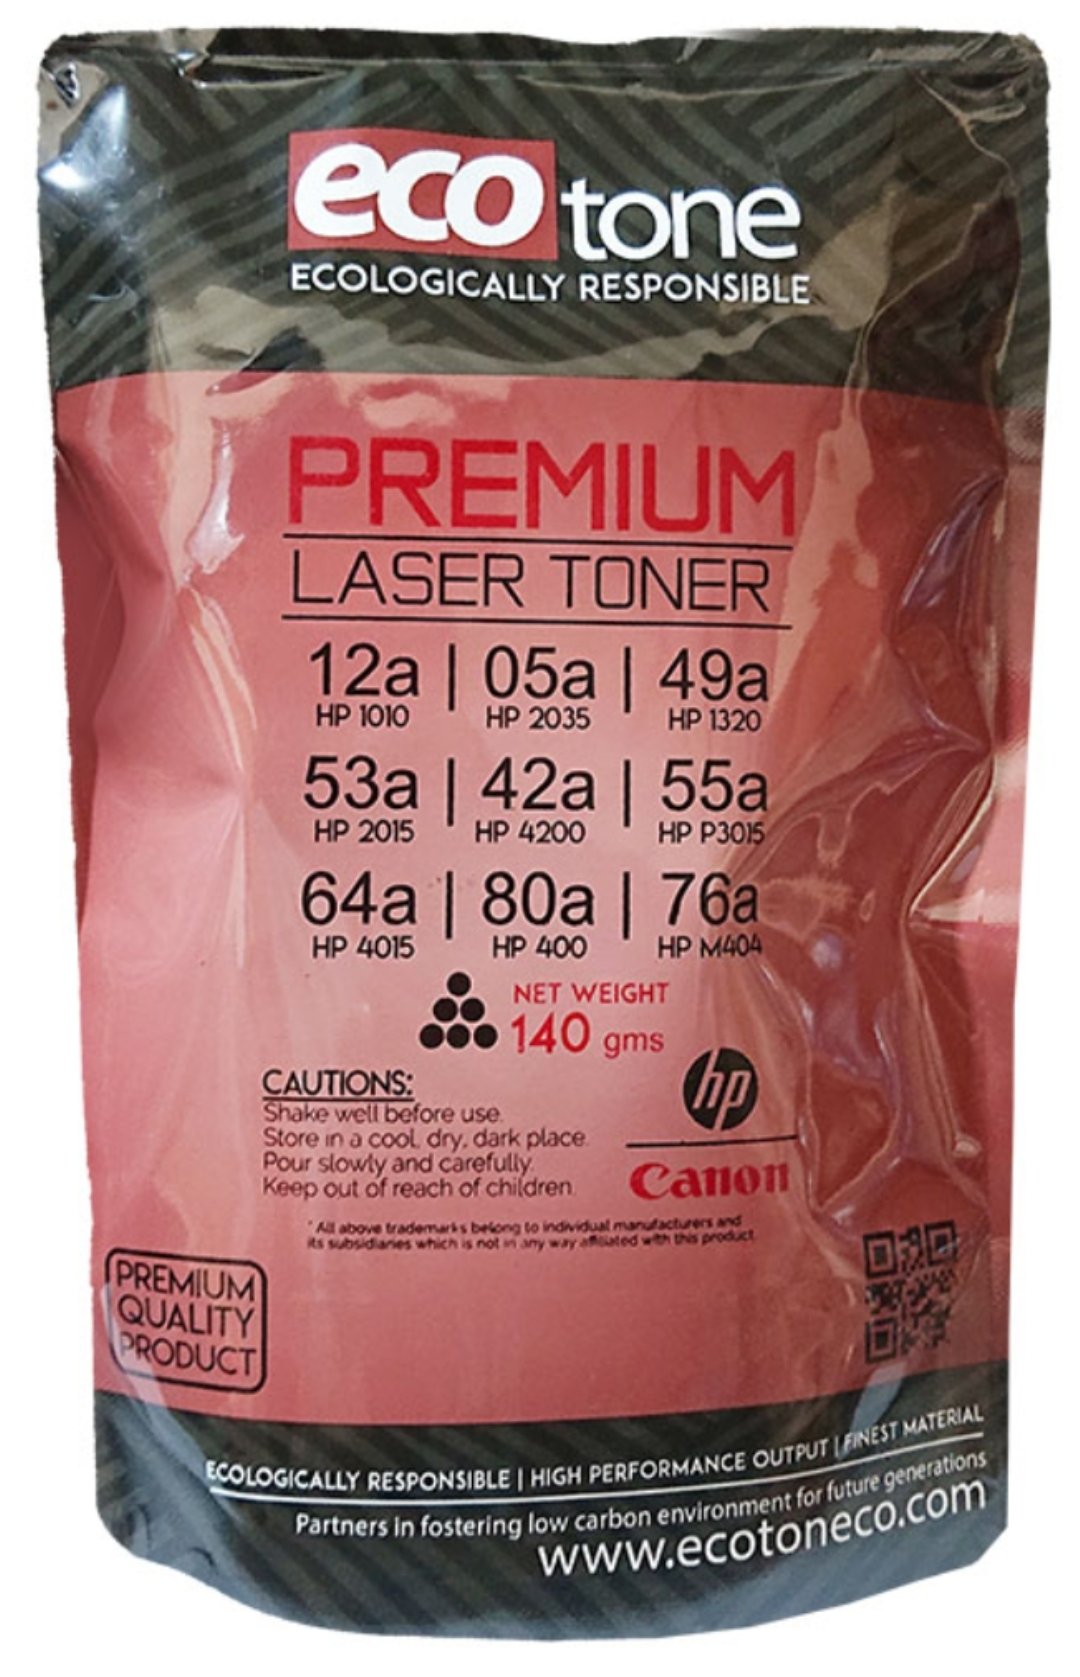 eco tone
ECOLOGICALLY RESPONSIBLE
PREMIUM
LASER TONER
12a | 05a | 49a
HP 1010 HP 2035 HP 1320
53a | 42a | 55a
HP 2015 HP 4200 HP P3015
64a | 80a | 76a
HP 4015 HP 400 HP M404
NET WEIGHT
140 gms
CAUTIONS:
Shake well before use.
Store in a cool, dry, dark place.
Pour slowly and carefully.
Keep out of reach of children.
hp
Canon
* All above trademarks belong to individual manufacturers and
its subsidiaries which is not in any way affiliated with this product.
PREMIUM
QUALITY
PRODUCT
ECOLOGICALLY RESPONSIBLE | HIGH PERFORMANCE OUTPUT | FINEST MATERIAL
Partners in fostering low carbon environment for future generations
www.ecotoneco.com